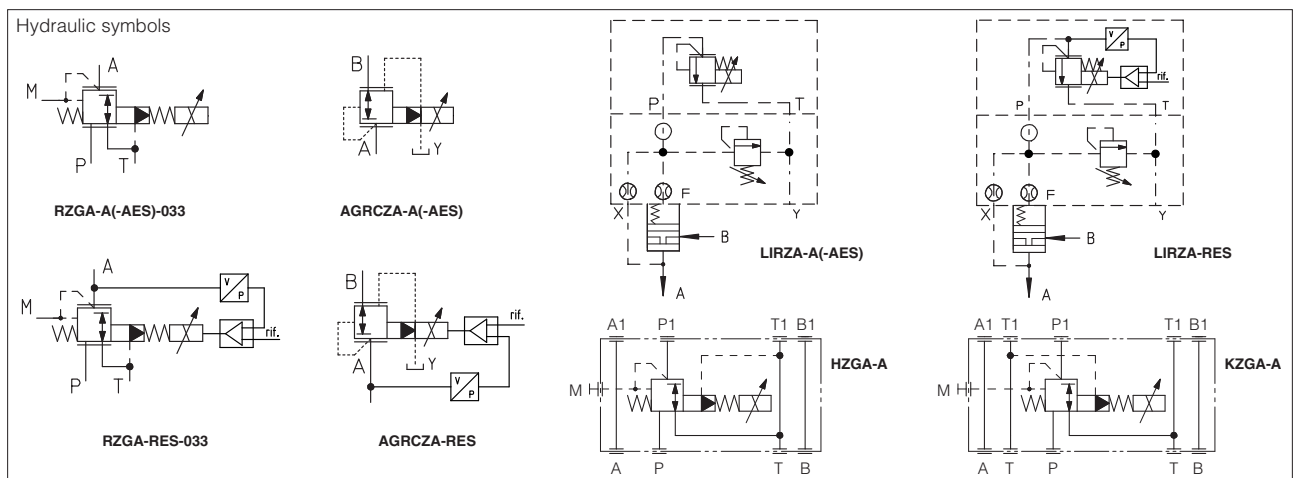 Hydraulic symbols
A
M
P
T
RZGA-A(-AES)-033
B
A
Y
AGRCZA-A(-AES)
P
T
X
F
Y
B
A
LIRZA-A(-AES)
V
P
rif.
P
T
X
F
Y
B
A
LIRZA-RES
A
M
V
P
rif.
P
T
RZGA-RES-033
B
A
Y
rif.
V
P
AGRCZA-RES
A1 P1 T1 B1
M
HZGA-A
A P T B
A1 T1 P1 T1 B1
M
KZGA-A
A T P T B